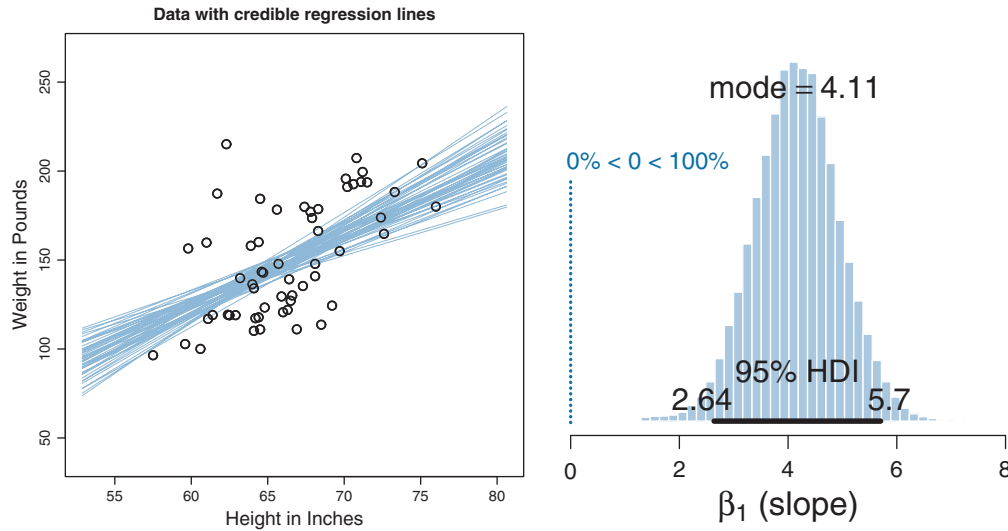 Data with credible regression lines
Weight in Pounds
250
200
150
100
50
55 60 65 70 75 80
Height in Inches
mode = 4.11
0% < 0 < 100%
95% HDI
2.64 5.7
0 2 4 6 8
β1 (slope)